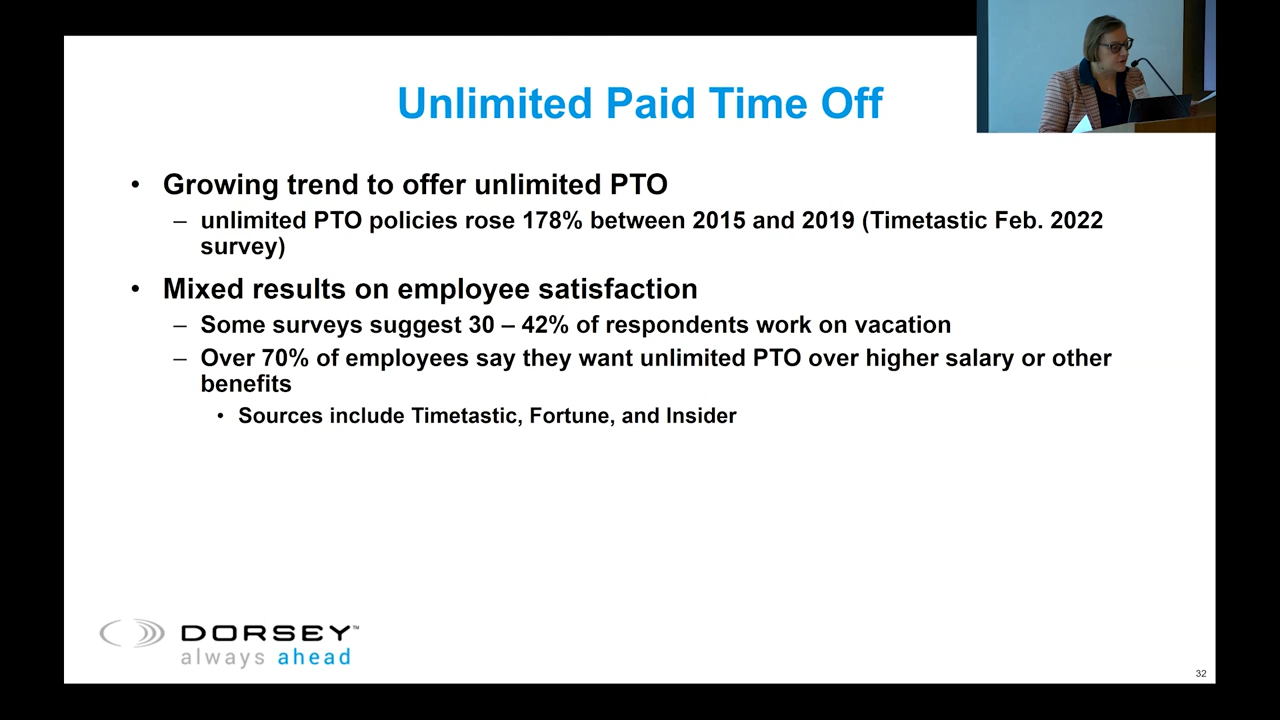 Unlimited Paid Time Off
• Growing trend to offer unlimited PTO
– unlimited PTO policies rose 178% between 2015 and 2019 (Timetastic Feb. 2022
survey)
• Mixed results on employee satisfaction
– Some surveys suggest 30 – 42% of respondents work on vacation
– Over 70% of employees say they want unlimited PTO over higher salary or other
benefits
• Sources include Timetastic, Fortune, and Insider
DORSEY™
always ahead
32